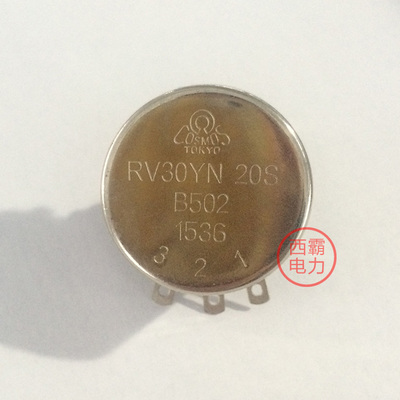 COSMOS
TOKYO
RV30YN 20S
B502
1536
3 2 1
西霸
电力